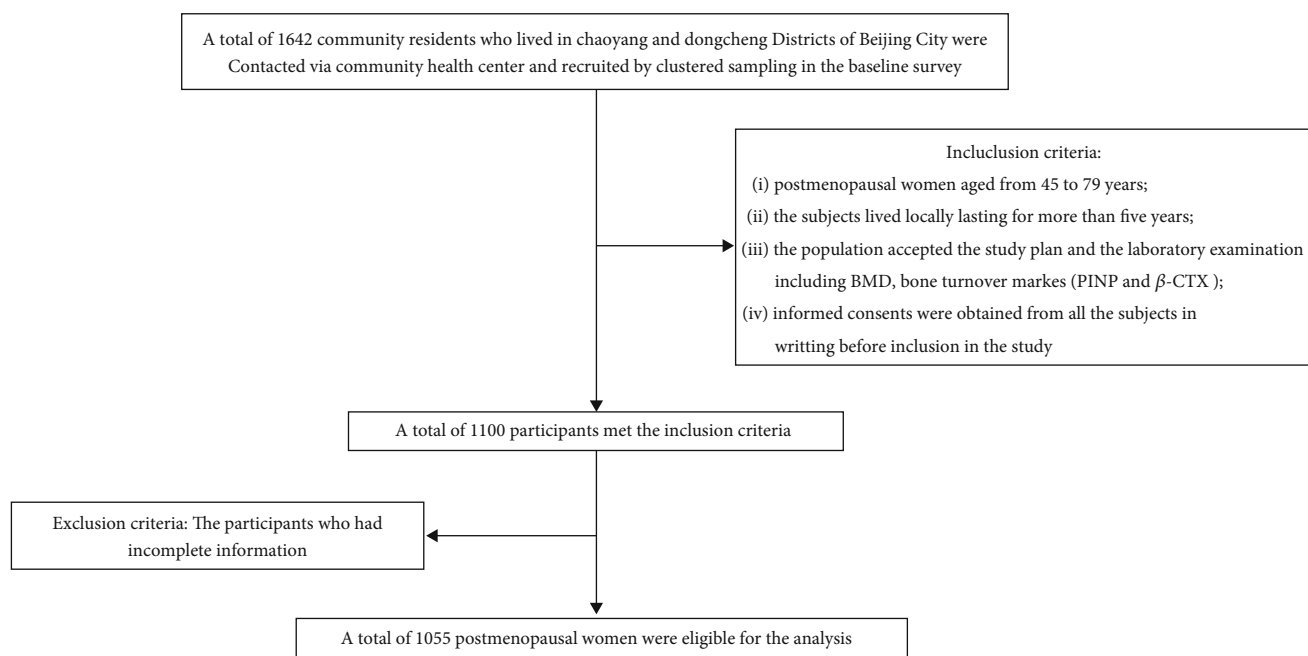 A total of 1642 community residents who lived in chaoyang and dongcheng Districts of Beijing City were
Contacted via community health center and recruited by clustered sampling in the baseline survey
Incluclusion criteria:
(i) postmenopausal women aged from 45 to 79 years;
(ii) the subjects lived locally lasting for more than five years;
(iii) the population accepted the study plan and the laboratory examination
including BMD, bone turnover markes (PINP and β-CTX );
(iv) informed consents were obtained from all the subjects in
writting before inclusion in the study
A total of 1100 participants met the inclusion criteria
Exclusion criteria: The participants who had
incomplete information
A total of 1055 postmenopausal women were eligible for the analysis